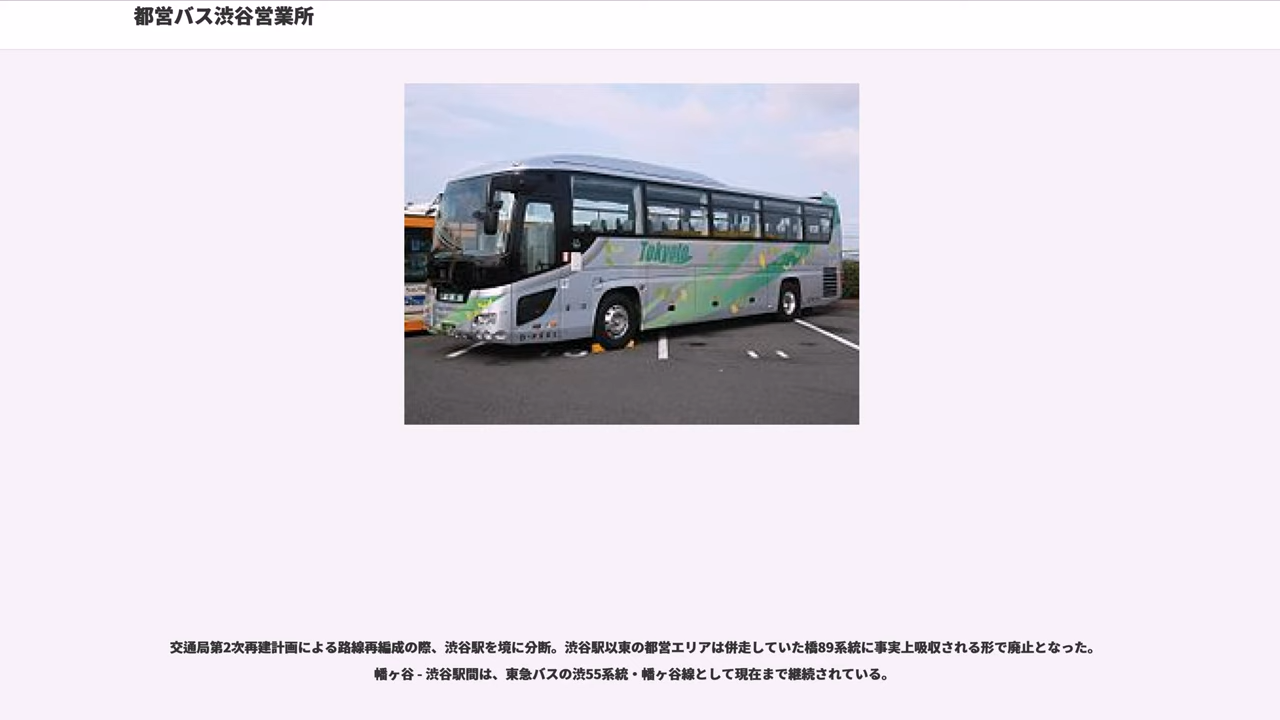 都営バス渋谷営業所
Tokyoto
交通局第2次再建計画による路線再編成の際、渋谷駅を境に分断。渋谷駅以東の都営エリアは併走していた橋89系統に事実上吸収される形で廃止となった。
幡ヶ谷 - 渋谷駅間は、東急バスの渋55系統・幡ヶ谷線として現在まで継続されている。